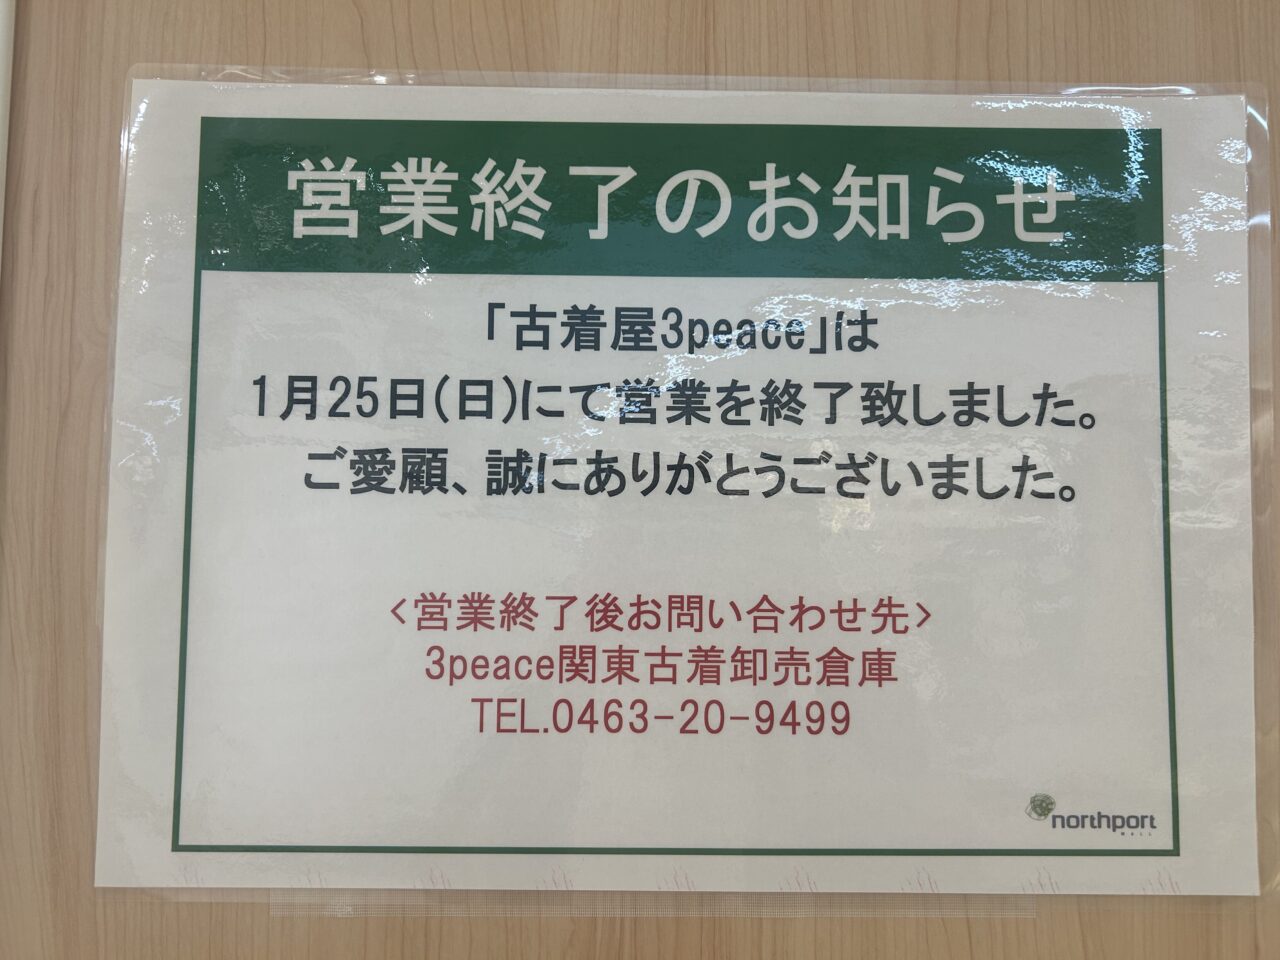 営業終了のお知らせ
「古着屋3peace」は
1月25日(日)にて営業を終了致しました。
ご愛顧、誠にありがとうございました。
<営業終了後お問い合わせ先>
3peace関東古着卸売倉庫
TEL.0463-20-9499
northport
MALL